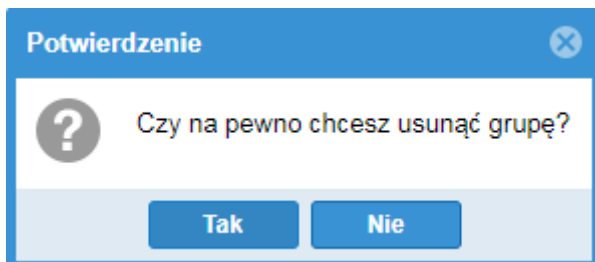 Potwierdzenie
Czy na pewno chcesz usunąć grupę?
Tak
Nie